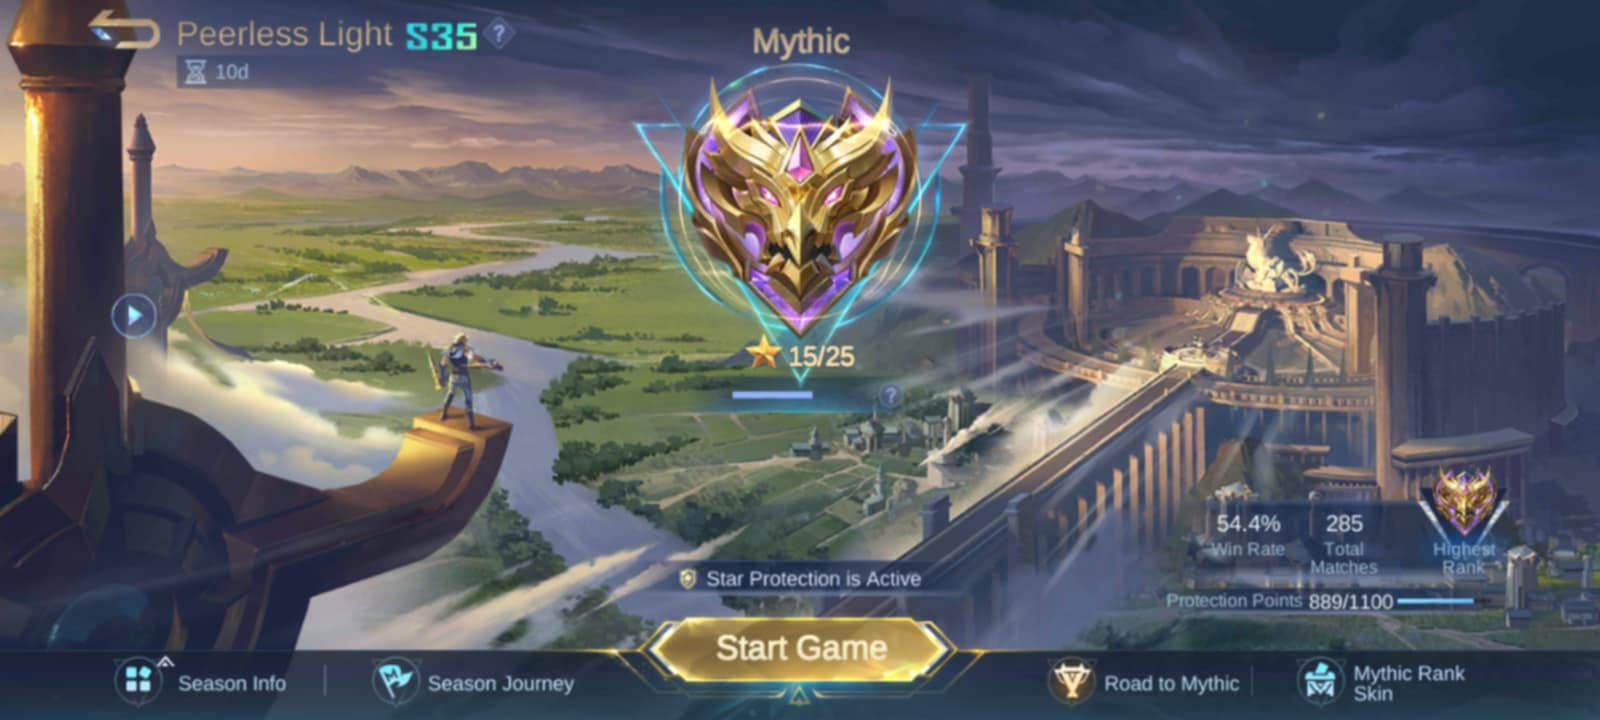 Peerless Light S35 ?
10d
Mythic
15/25
?
54.4%
Win Rate
285
Total
Matches
Highest
Rank
Star Protection is Active
Protection Points 889/1100
Start Game
Season Info
Season Journey
Road to Mythic
Mythic Rank
Skin